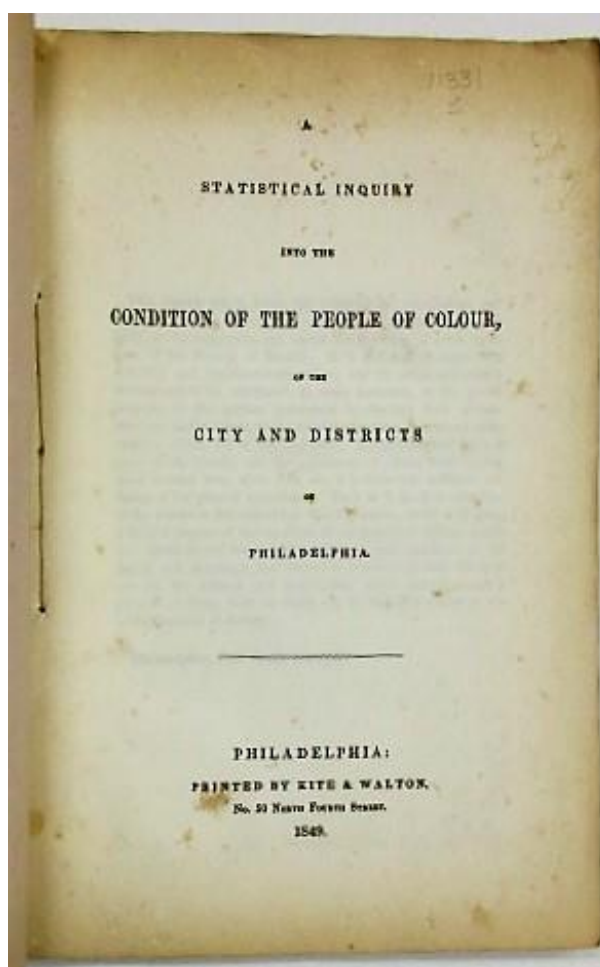 A
STATISTICAL INQUIRY
INTO THE
CONDITION OF THE PEOPLE OF COLOUR,
OF THE
CITY AND DISTRICTS
OF
PHILADELPHIA.
PHILADELPHIA:
PRINTED BY KITE & WALTON,
No. 50 North Fourth Street.
1849.